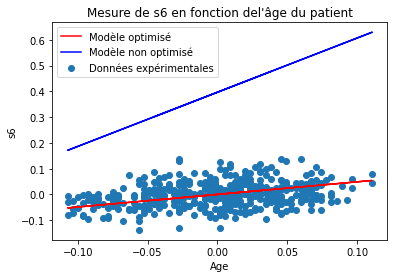 Mesure de s6 en fonction del'âge du patient
Modèle optimisé
Modèle non optimisé
Données expérimentales
0.6
0.5
0.4
0.3
0.2
0.1
0.0
−0.1
s6
−0.10
−0.05
0.00
0.05
0.10
Age